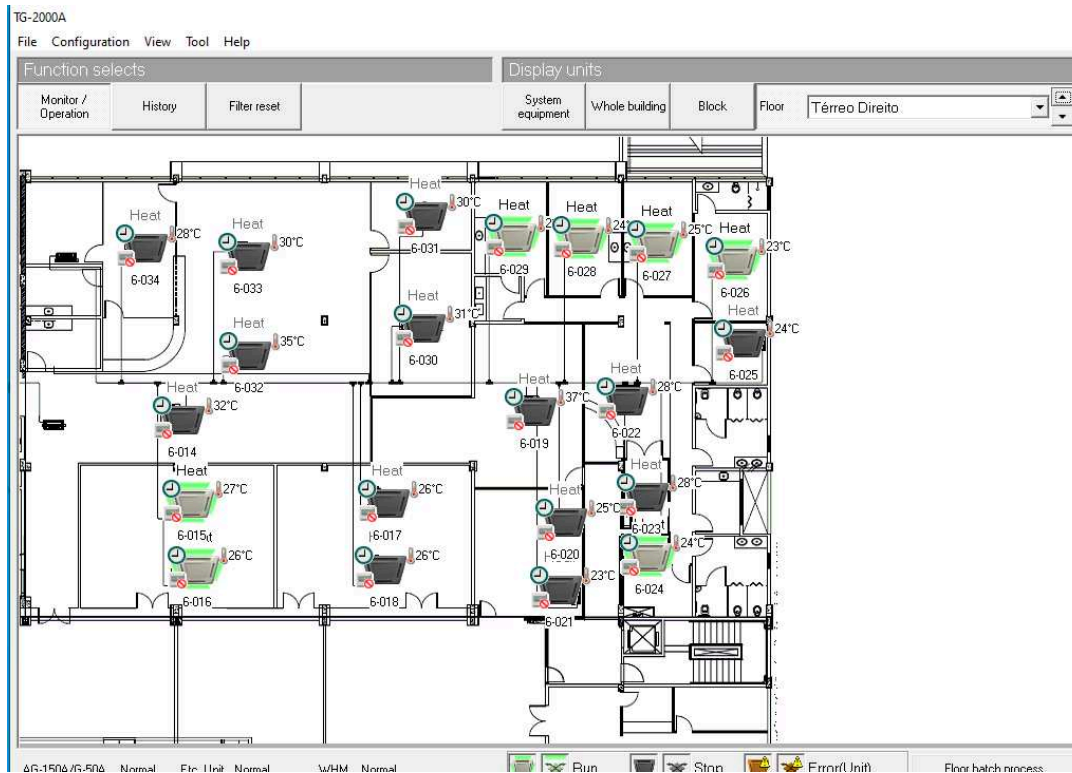 TG-2000A
File Configuration View Tool Help
Function selects
Display units
Monitor / Operation
History
Filter reset
System equipment
Whole building
Block
Floor
Térreo Direito
Heat
30°C
6-031
Heat
28°C
6-034
Heat
30°C
6-033
Heat
6-029
Heat
24°
6-028
Heat
25°C
6-027
Heat
23°C
6-026
Heat
35°C
6-032
31°C
6-030
Heat
24°C
6-025
Heat
32°C
6-014
Heat
37°C
6-019
28°C
6-022
Heat
27°C
6-015
26°C
6-016
Heat
26°C
6-017
26°C
6-018
Heat
25°C
6-020
23°C
6-021
Heat
28°C
6-023
24°C
6-024
Normal
Etc. Unit Normal
WHM Normal
Run
Stop
Error(Unit)
Floor batch process